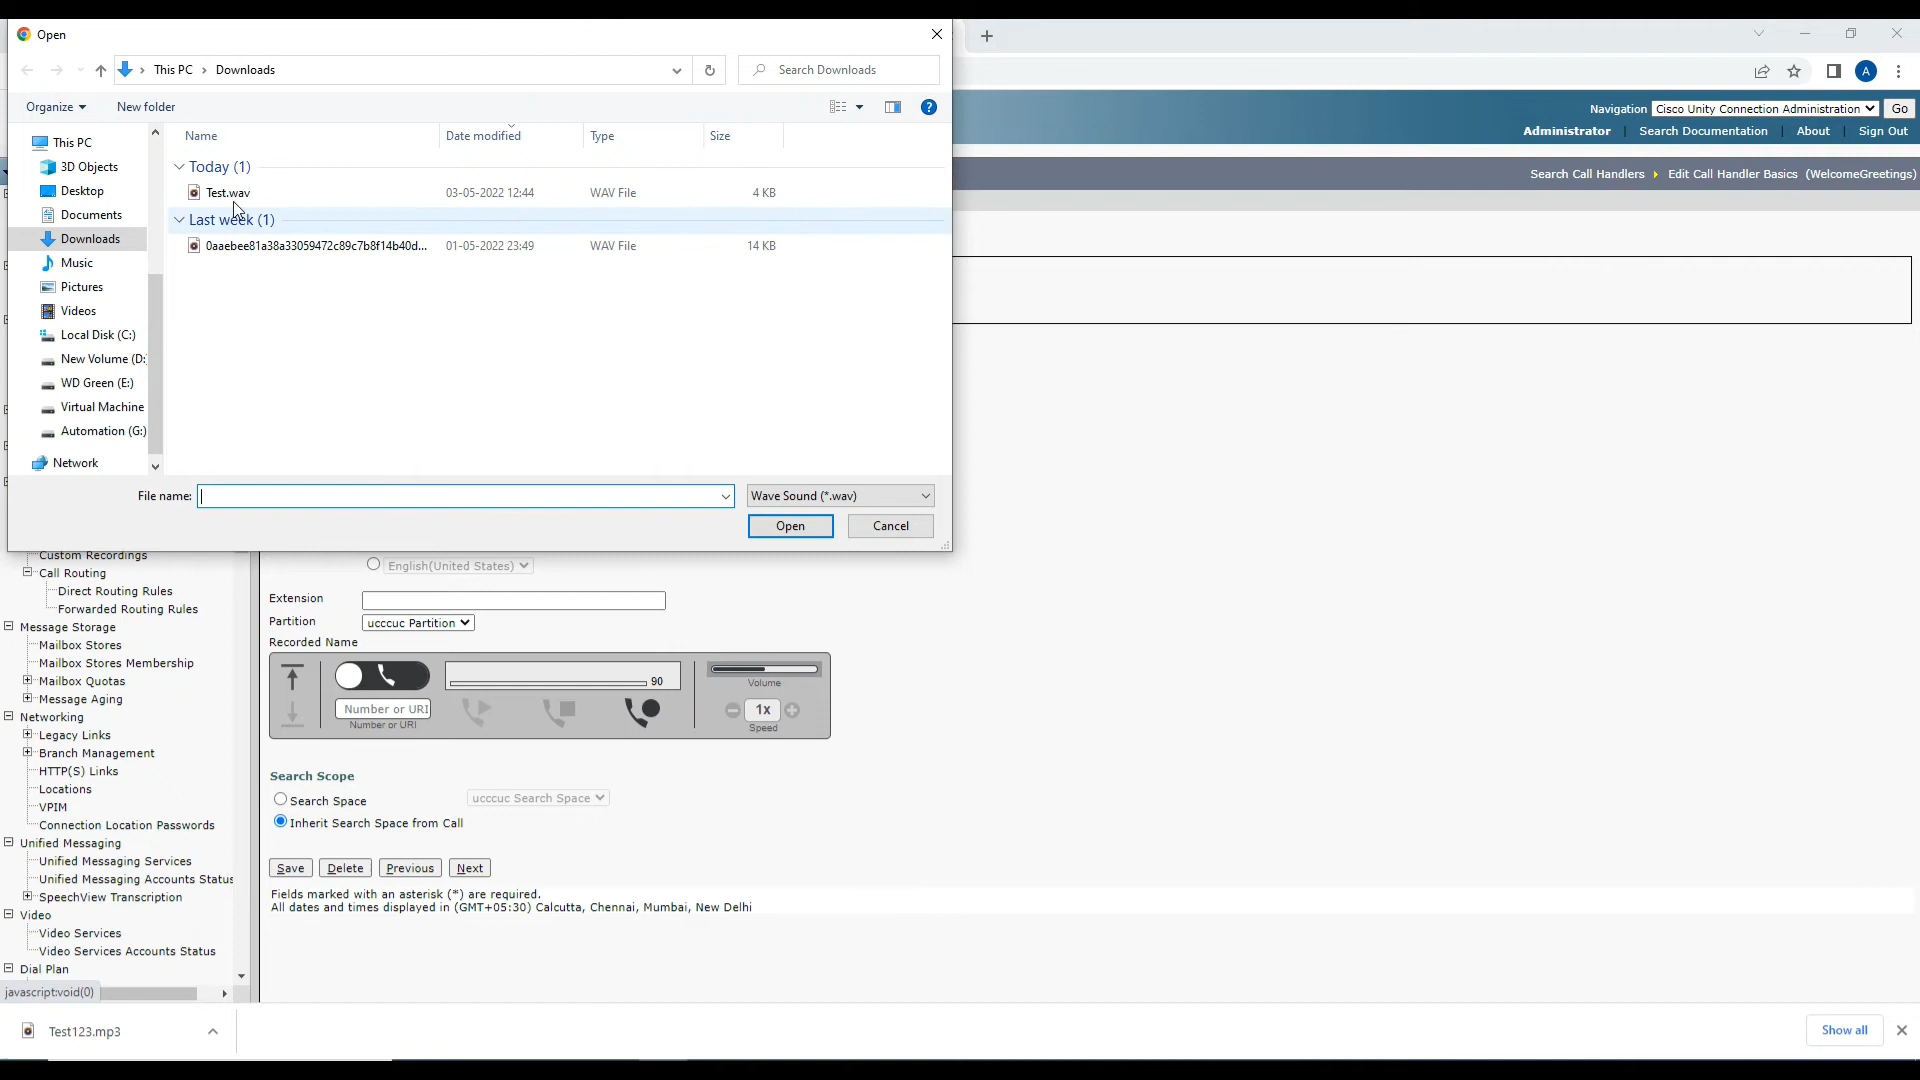 Open
This PC > Downloads
Search Downloads
Organize
New folder
Name
Date modified
Type
Size
This PC
3D Objects
Desktop
Documents
Downloads
Music
Pictures
Videos
Local Disk (C:)
New Volume (D:
WD Green (E:)
Virtual Machine
Automation (G:)
Network
Today (1)
Test.wav 03-05-2022 12:44 WAV File 4 KB
Last week (1)
0aaebee81a38a33059472c89c7b8f14b40d... 01-05-2022 23:49 WAV File 14 KB
File name:
Wave Sound (*.wav)
Open
Cancel
A
Navigation Cisco Unity Connection Administration Go
Administrator | Search Documentation | About | Sign Out
Search Call Handlers Edit Call Handler Basics (WelcomeGreetings)
Custom Recordings
Call Routing
Direct Routing Rules
Forwarded Routing Rules
Message Storage
Mailbox Stores
Mailbox Stores Membership
Mailbox Quotas
Message Aging
Networking
Legacy Links
Branch Management
HTTP(S) Links
Locations
VPIM
Connection Location Passwords
Unified Messaging
Unified Messaging Services
Unified Messaging Accounts Status
SpeechView Transcription
Video
Video Services
Video Services Accounts Status
Dial Plan
javascript:void(0)
English(United States)
Extension
Partition ucccuc Partition
Recorded Name
90
Volume
Number or URI
Number or URI
1x
Speed
Search Scope
Search Space ucccuc Search Space
Inherit Search Space from Call
Save Delete Previous Next
Fields marked with an asterisk (*) are required.
All dates and times displayed in (GMT+05:30) Calcutta, Chennai, Mumbai, New Delhi
Test123.mp3
Show all